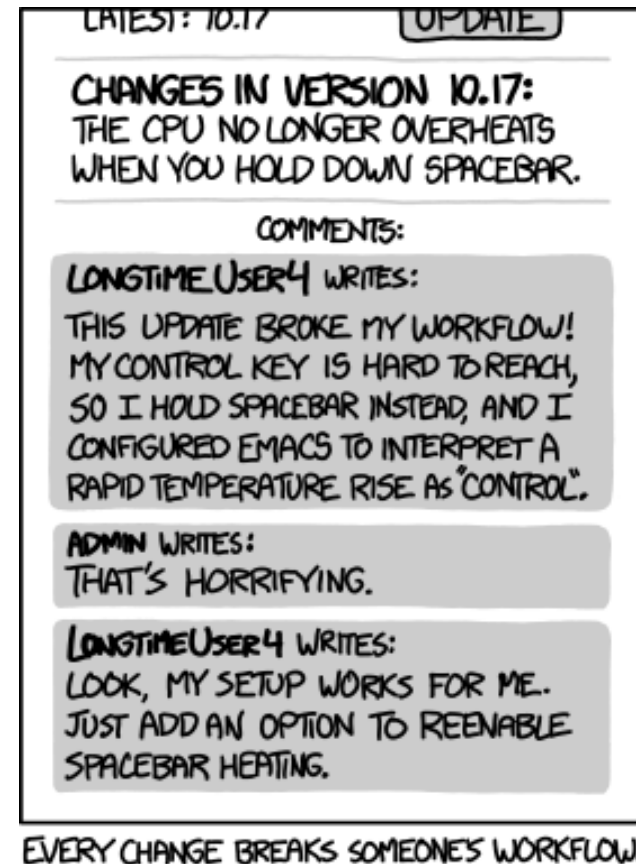 LATEST: 10.17 UPDATE
CHANGES IN VERSION 10.17:
THE CPU NO LONGER OVERHEATS
WHEN YOU HOLD DOWN SPACEBAR.
COMMENTS:
LONGTIMEUSER4 WRITES:
THIS UPDATE BROKE MY WORKFLOW!
MY CONTROL KEY IS HARD TO REACH,
SO I HOLD SPACEBAR INSTEAD, AND I
CONFIGURED EMACS TO INTERPRET A
RAPID TEMPERATURE RISE AS "CONTROL".
ADMIN WRITES:
THAT'S HORRIFYING.
LONGTIMEUSER4 WRITES:
LOOK, MY SETUP WORKS FOR ME.
JUST ADD AN OPTION TO REENABLE
SPACEBAR HEATING.
EVERY CHANGE BREAKS SOMEONE'S WORKFLOW